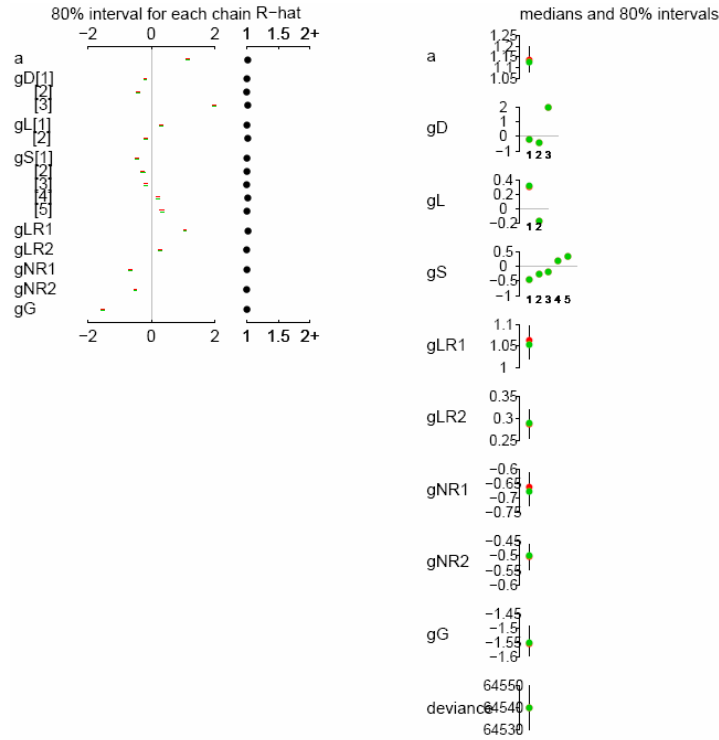 80% interval for each chain R-hat
−2 0 2 1 1.5 2+
a
gD[1]
[2]
[3]
gL[1]
[2]
gS[1]
[2]
[3]
[4]
[5]
gLR1
gLR2
gNR1
gNR2
gG
−2 0 2 1 1.5 2+
medians and 80% intervals
a
1.25
1.2
1.15
1.1
1.05
gD
2
1
0
−1
1 2 3
gL
0.4
0.2
0
−0.2
1 2
gS
0.5
0
−0.5
−1
1 2 3 4 5
gLR1
1.1
1.05
1
gLR2
0.35
0.3
0.25
gNR1
−0.6
−0.65
−0.7
−0.75
gNR2
−0.45
−0.5
−0.55
−0.6
gG
−1.45
−1.5
−1.55
−1.6
deviance
64550
64540
64530